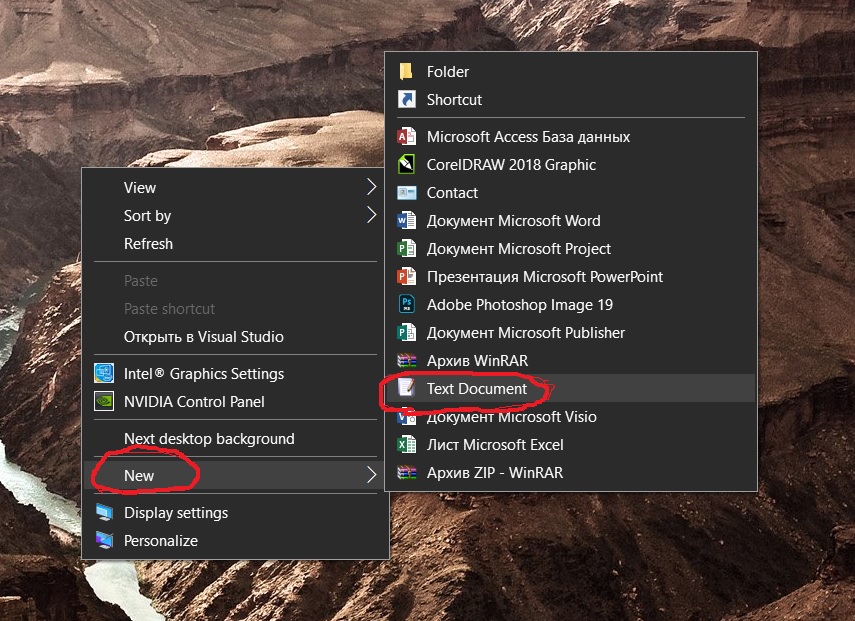 View
Sort by
Refresh
Paste
Paste shortcut
Открыть в Visual Studio
Intel® Graphics Settings
NVIDIA Control Panel
Next desktop background
New
Display settings
Personalize
Folder
Shortcut
Microsoft Access База данных
CorelDRAW 2018 Graphic
Contact
Документ Microsoft Word
Документ Microsoft Project
Презентация Microsoft PowerPoint
Adobe Photoshop Image 19
Документ Microsoft Publisher
Архив WinRAR
Text Document
Документ Microsoft Visio
Лист Microsoft Excel
Архив ZIP - WinRAR